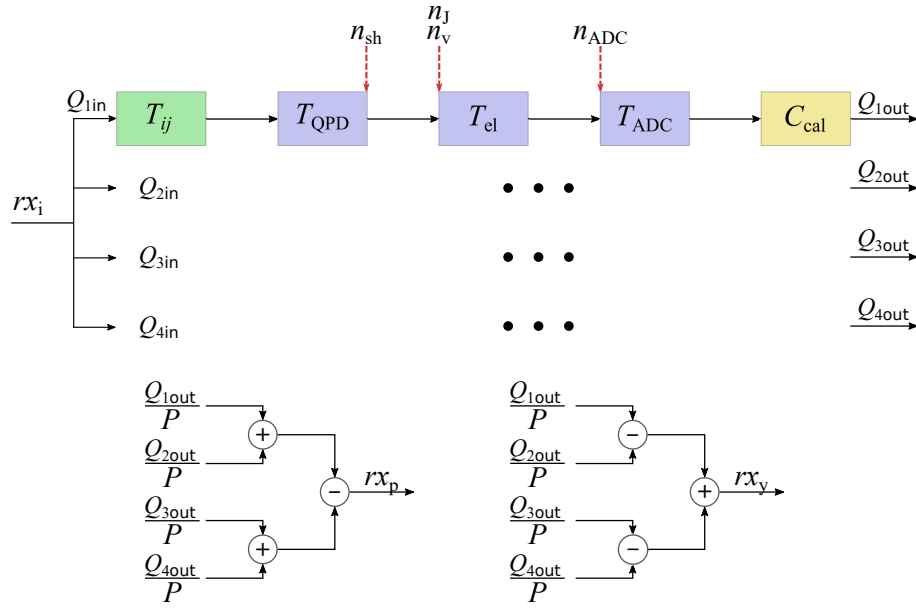 n_J
n_sh n_v n_ADC
Q_1in T_ij T_QPD T_el T_ADC C_cal Q_1out
Q_2in Q_2out
rx_i
Q_3in Q_3out
Q_4in Q_4out
Q_1out/P Q_1out/P
+ −
Q_2out/P Q_2out/P
− rx_p + rx_y
Q_3out/P Q_3out/P
+ −
Q_4out/P Q_4out/P